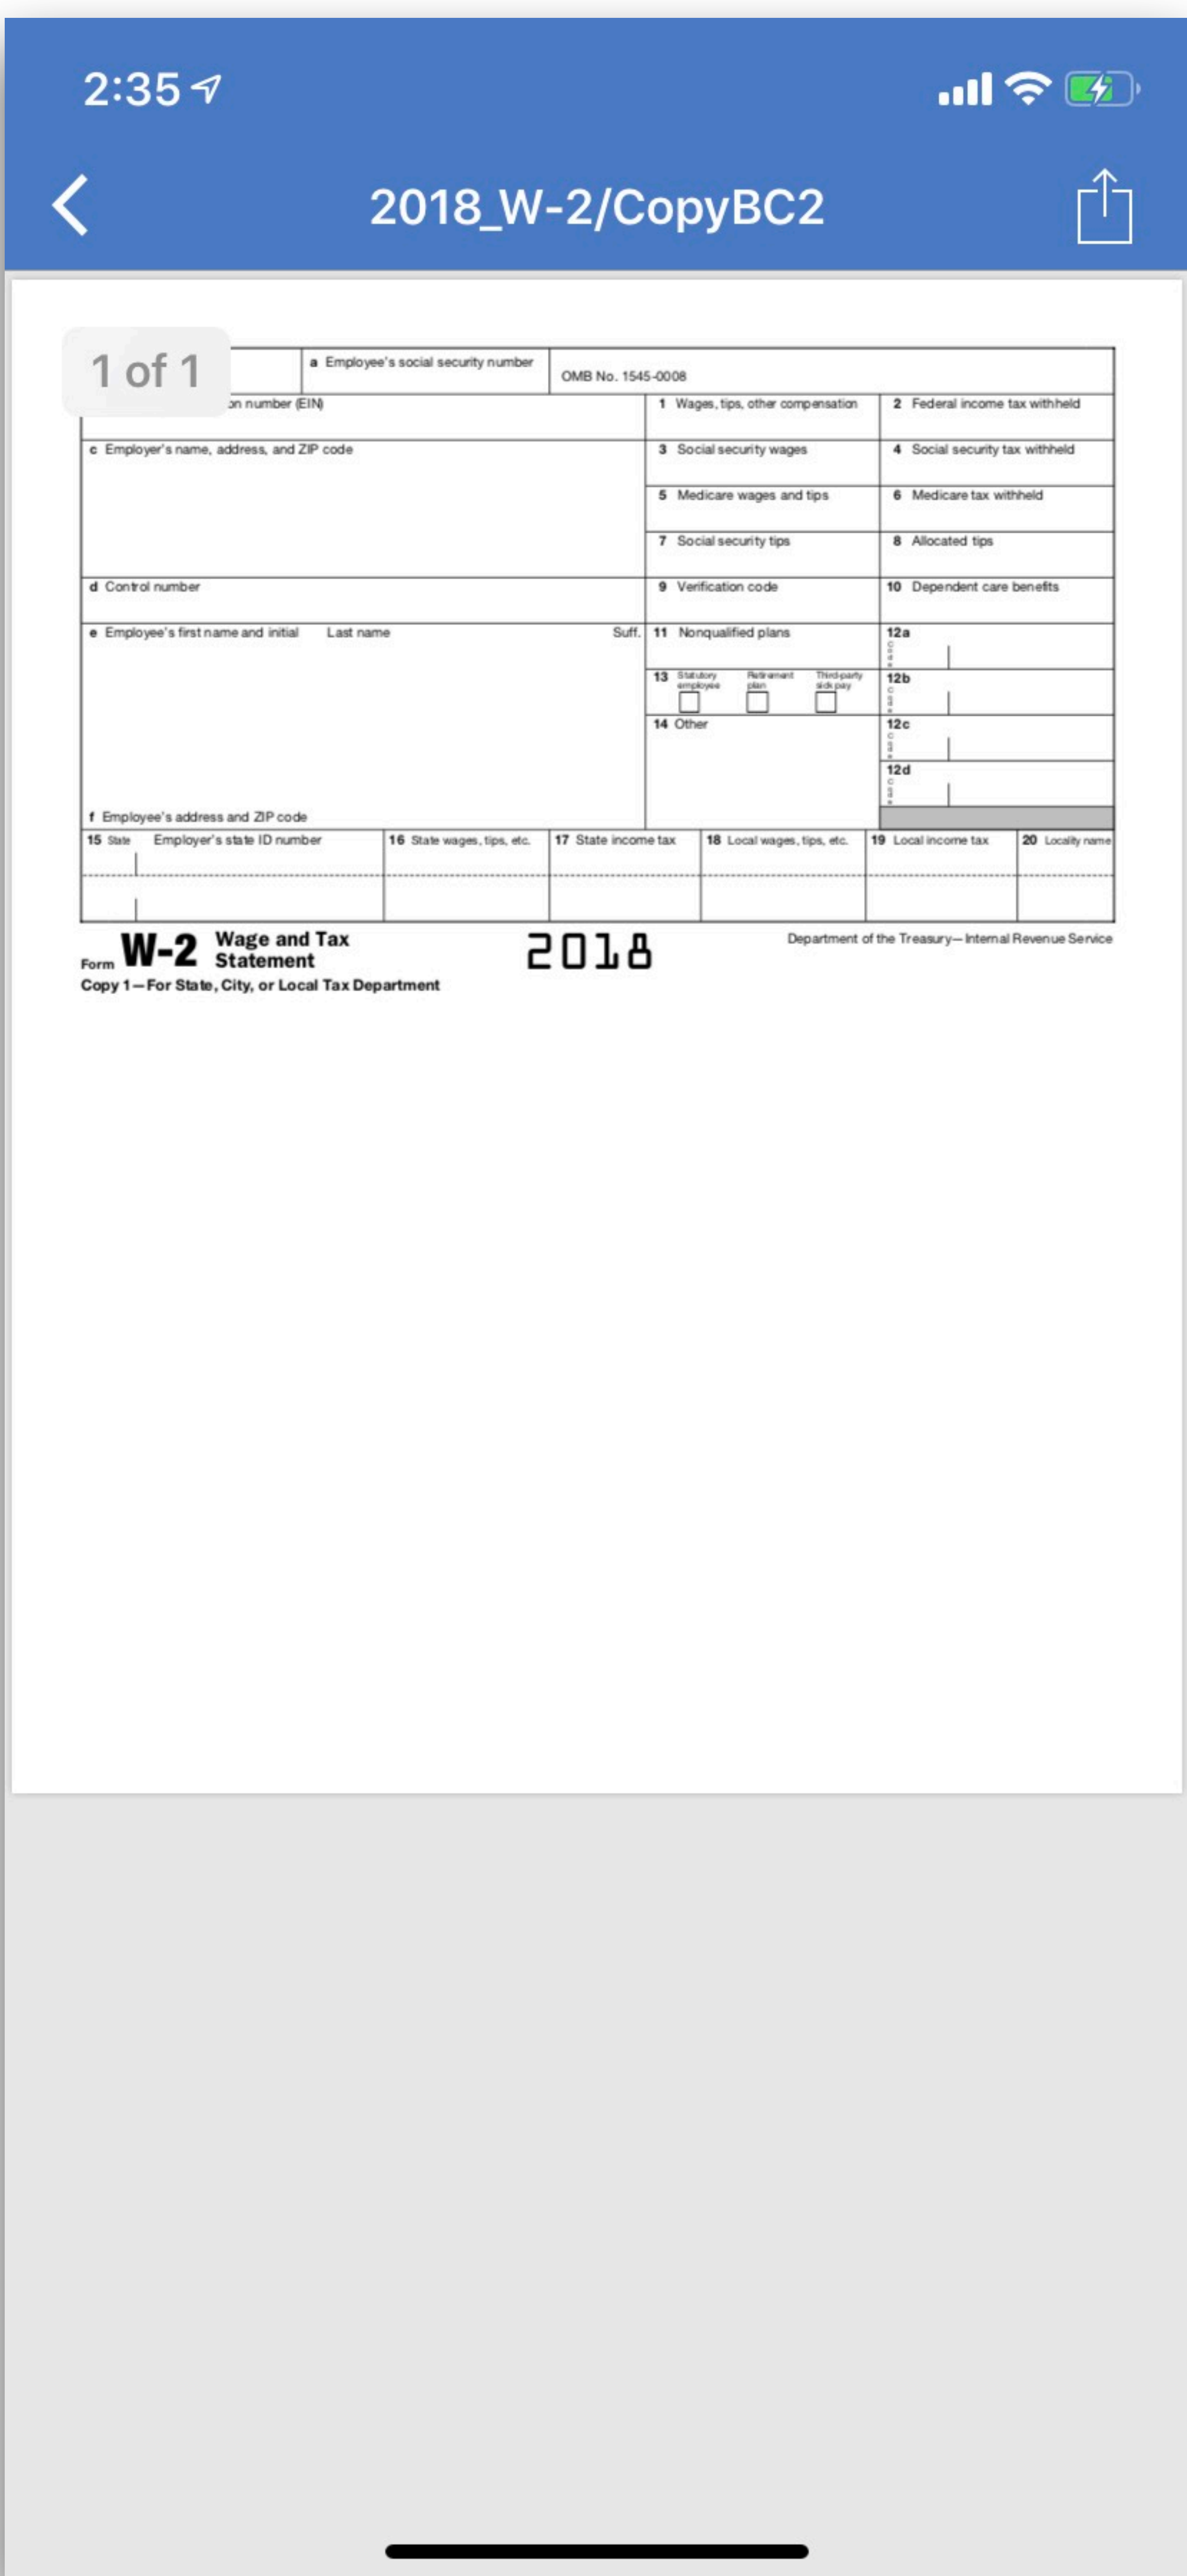 2:35
2018_W-2/CopyBC2
1 of 1
a Employee's social security number
OMB No. 1545-0008
on number (EIN)
1 Wages, tips, other compensation
2 Federal income tax withheld
c Employer's name, address, and ZIP code
3 Social security wages
4 Social security tax withheld
5 Medicare wages and tips
6 Medicare tax withheld
7 Social security tips
8 Allocated tips
d Control number
9 Verification code
10 Dependent care benefits
e Employee's first name and initial Last name Suff.
11 Nonqualified plans
12a
Code
13 Statutory employee
Retirement plan
Third-party sick pay
12b
Code
14 Other
12c
Code
12d
Code
f Employee's address and ZIP code
15 State Employer's state ID number
16 State wages, tips, etc.
17 State income tax
18 Local wages, tips, etc.
19 Local income tax
20 Locality name
Form W-2 Wage and Tax Statement
2018
Department of the Treasury—Internal Revenue Service
Copy 1—For State, City, or Local Tax Department